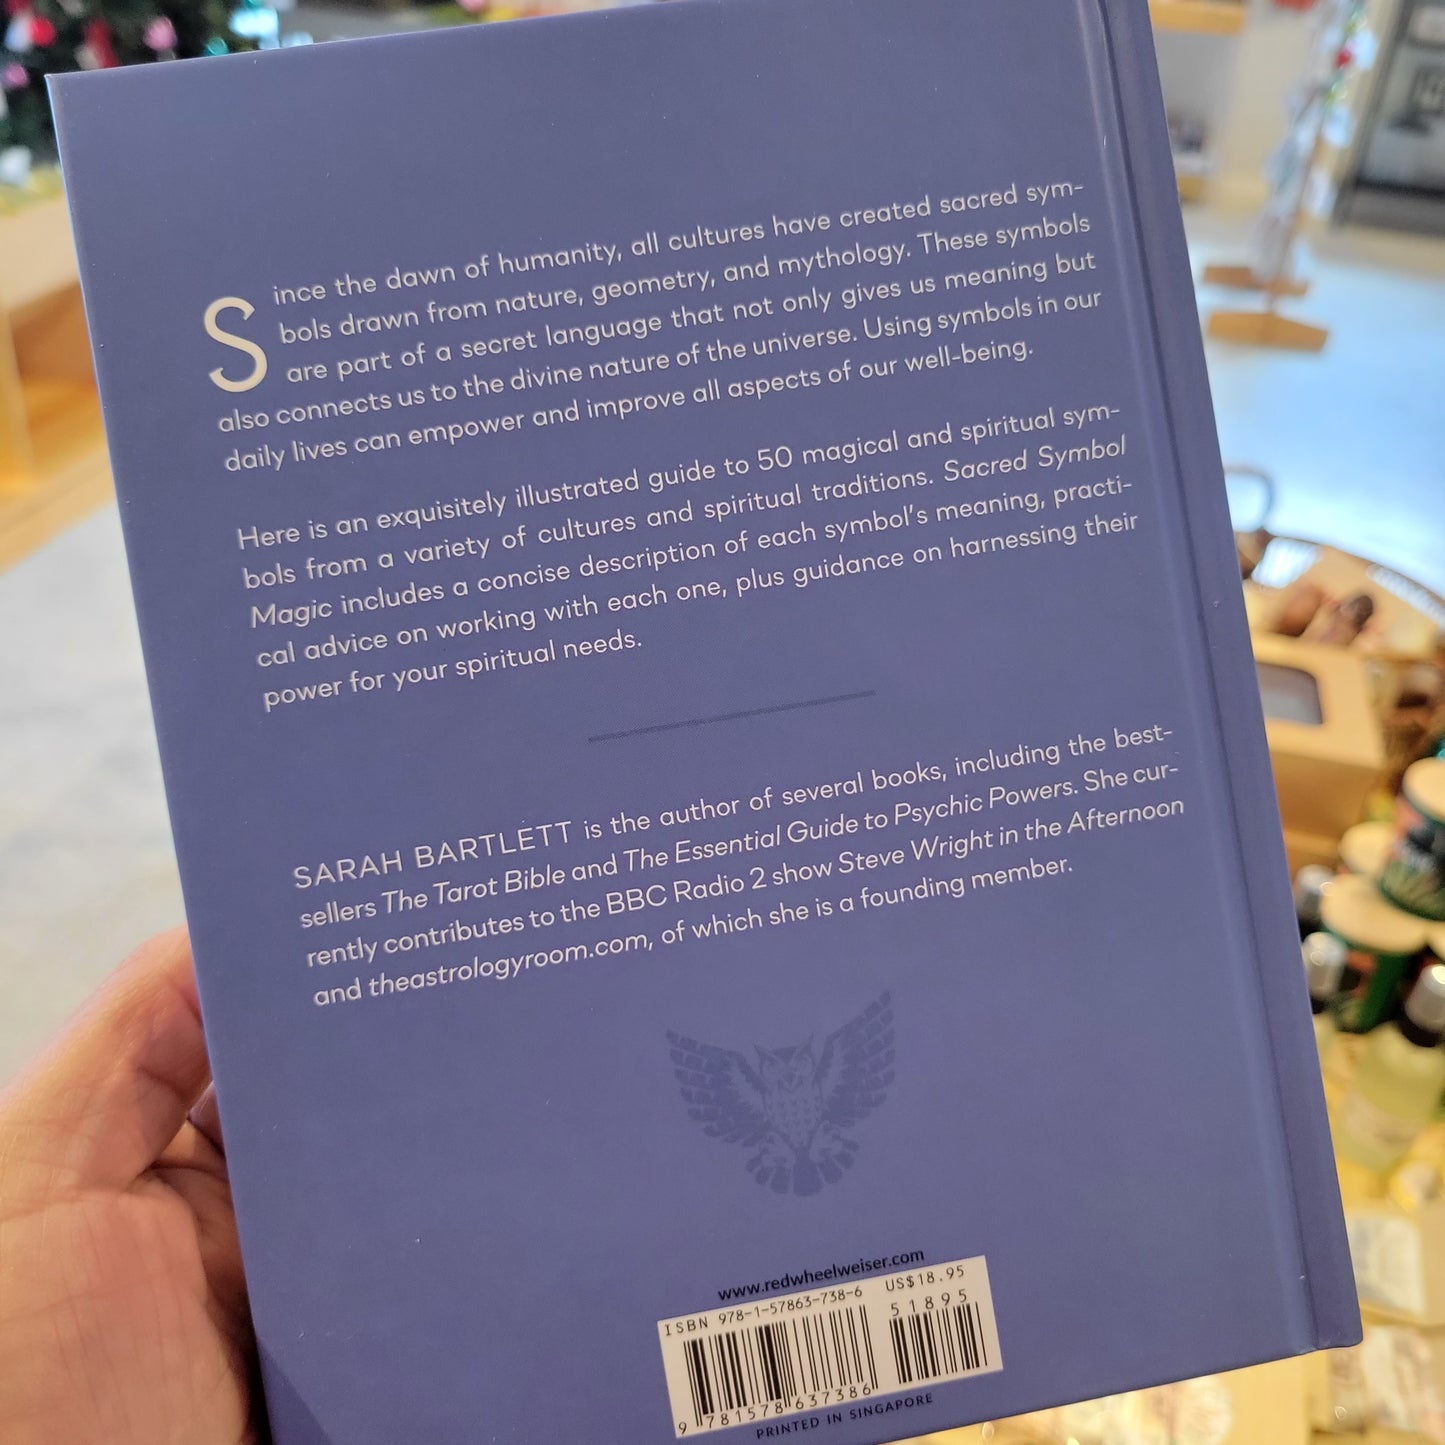 Since the dawn of humanity, all cultures have created sacred sym-
bols drawn from nature, geometry, and mythology. These symbols
are part of a secret language that not only gives us meaning but
also connects us to the divine nature of the universe. Using symbols in our
daily lives can empower and improve all aspects of our well-being.
Here is an exquisitely illustrated guide to 50 magical and spiritual sym-
bols from a variety of cultures and spiritual traditions. Sacred Symbol
Magic includes a concise description of each symbol's meaning, practi-
cal advice on working with each one, plus guidance on harnessing their
power for your spiritual needs.
SARAH BARTLETT is the author of several books, including the best-
sellers The Tarot Bible and The Essential Guide to Psychic Powers. She cur-
rently contributes to the BBC Radio 2 show Steve Wright in the Afternoon
and theastrologyroom.com, of which she is a founding member.
www.redwheelweiser.com
ISBN 978-1-57863-738-6 US$18.95
51895
9 781578 637386
PRINTED IN SINGAPORE